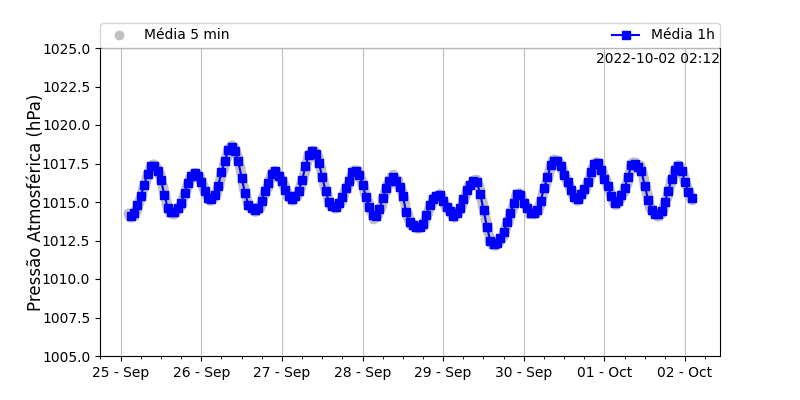 Média 5 min
Média 1h
2022-10-02 02:12
Pressão Atmosférica (hPa)
1025.0
1022.5
1020.0
1017.5
1015.0
1012.5
1010.0
1007.5
1005.0
25 - Sep
26 - Sep
27 - Sep
28 - Sep
29 - Sep
30 - Sep
01 - Oct
02 - Oct